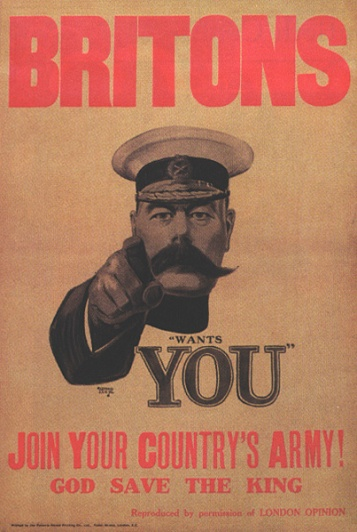 BRITONS
"WANTS
YOU"
JOIN YOUR COUNTRY'S ARMY!
GOD SAVE THE KING
Reproduced by permission of LONDON OPINION